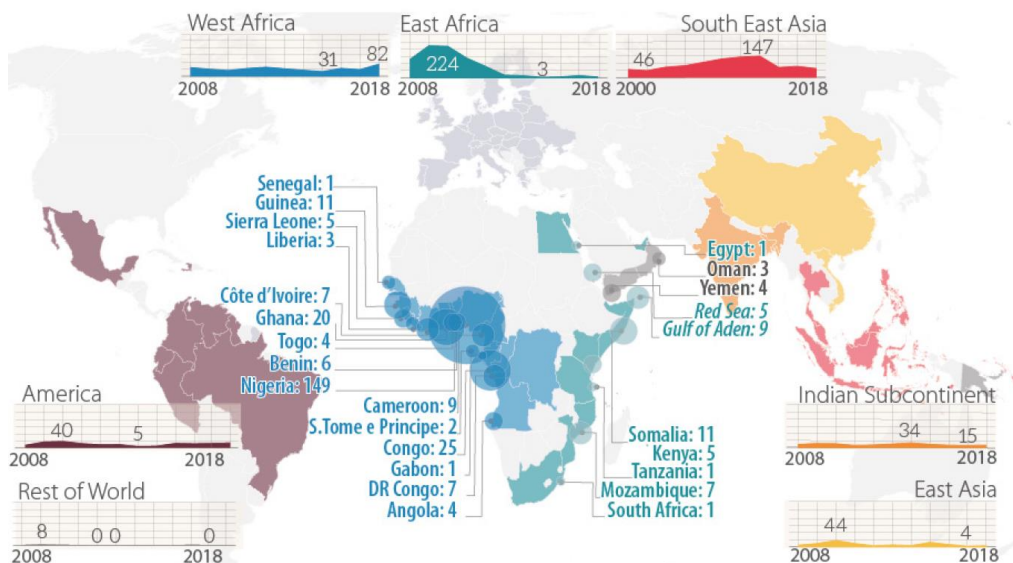 West Africa
31
82
2008
2018
East Africa
224
3
2008
2018
South East Asia
46
147
2000
2018
Senegal: 1
Guinea: 11
Sierra Leone: 5
Liberia: 3
Côte d'Ivoire: 7
Ghana: 20
Togo: 4
Benin: 6
Nigeria: 149
Cameroon: 9
S.Tome e Principe: 2
Congo: 25
Gabon: 1
DR Congo: 7
Angola: 4
Egypt: 1
Oman: 3
Yemen: 4
Red Sea: 5
Gulf of Aden: 9
Somalia: 11
Kenya: 5
Tanzania: 1
Mozambique: 7
South Africa: 1
America
40
5
2008
2018
Rest of World
8
0 0
0
2008
2018
Indian Subcontinent
34
15
2008
2018
East Asia
44
4
2008
2018